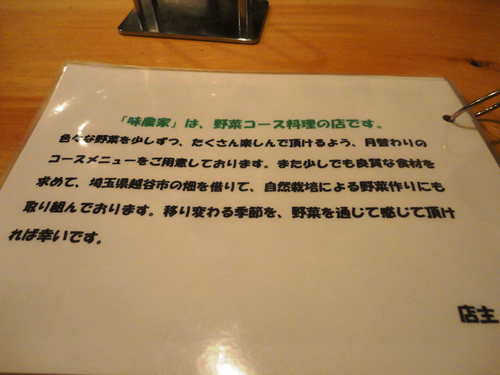 「味農家」は、野菜コース料理の店です。
色々な野菜を少しずつ、たくさん楽しんで頂けるよう、月替わりの
コースメニューをご用意しております。また少しでも良質な食材を
求めて、埼玉県越谷市の畑を借りて、自然栽培による野菜作りにも
取り組んでおります。移り変わる季節を、野菜を通じて感じて頂け
れば幸いです。
店主